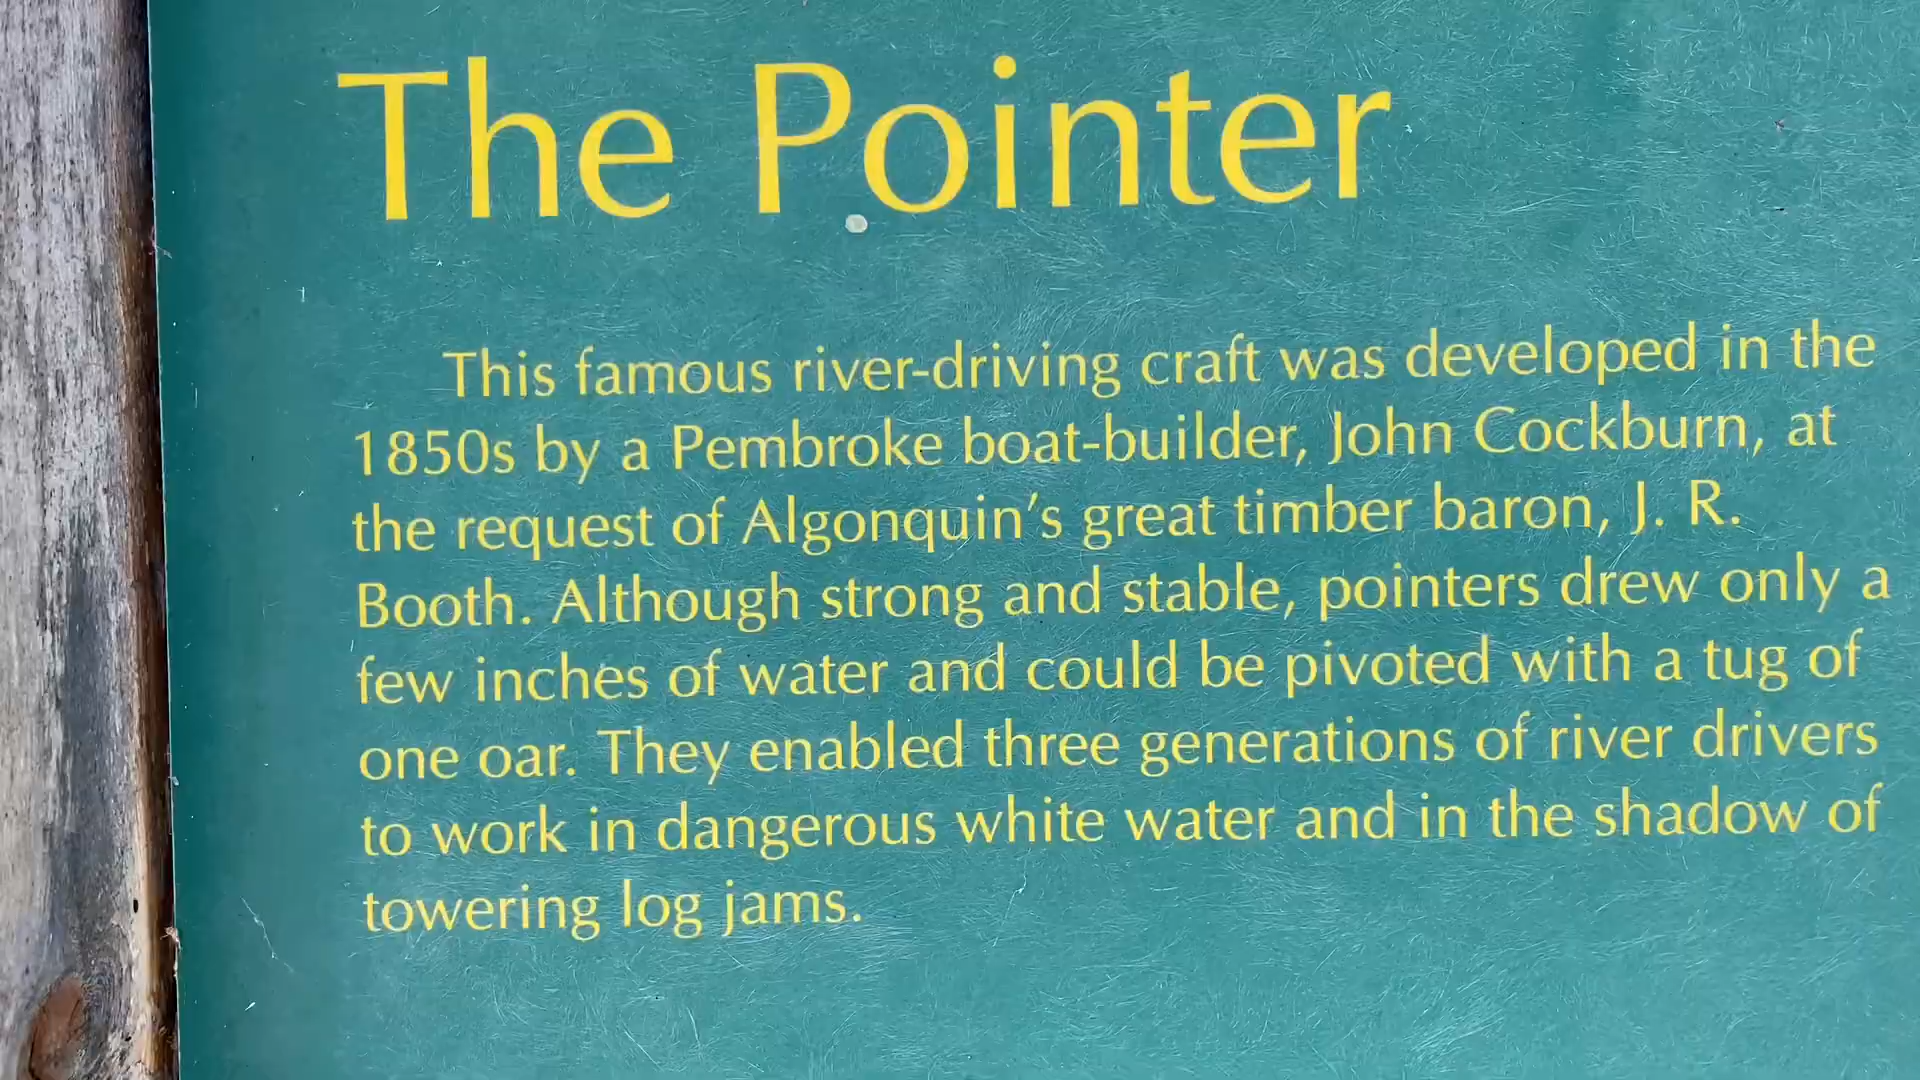 The Pointer
This famous river-driving craft was developed in the
1850s by a Pembroke boat-builder, John Cockburn, at
the request of Algonquin's great timber baron, J. R.
Booth. Although strong and stable, pointers drew only a
few inches of water and could be pivoted with a tug of
one oar. They enabled three generations of river drivers
to work in dangerous white water and in the shadow of
towering log jams.